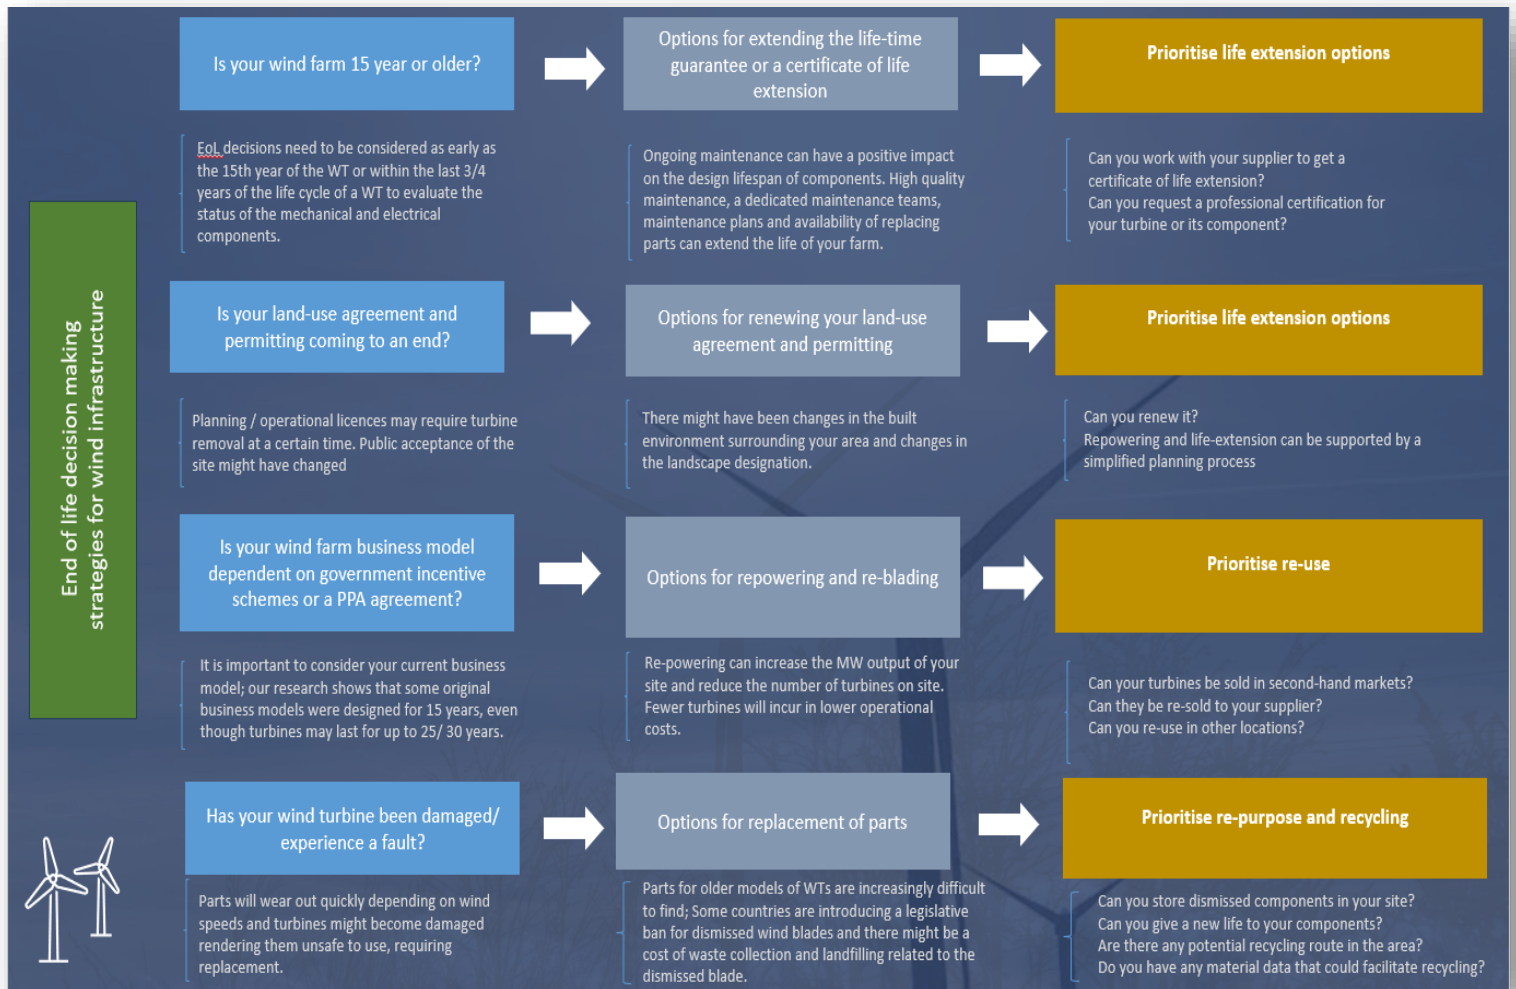 End of life decision making
strategies for wind infrastructure
Is your wind farm 15 year or older?
Options for extending the life-time
guarantee or a certificate of life
extension
Prioritise life extension options
EoL decisions need to be considered as early as
the 15th year of the WT or within the last 3/4
years of the life cycle of a WT to evaluate the
status of the mechanical and electrical
components.
Ongoing maintenance can have a positive impact
on the design lifespan of components. High quality
maintenance, a dedicated maintenance teams,
maintenance plans and availability of replacing
parts can extend the life of your farm.
Can you work with your supplier to get a
certificate of life extension?
Can you request a professional certification for
your turbine or its component?
Is your land-use agreement and
permitting coming to an end?
Options for renewing your land-use
agreement and permitting
Prioritise life extension options
Planning / operational licences may require turbine
removal at a certain time. Public acceptance of the
site might have changed
There might have been changes in the built
environment surrounding your area and changes in
the landscape designation.
Can you renew it?
Repowering and life-extension can be supported by a
simplified planning process
Is your wind farm business model
dependent on government incentive
schemes or a PPA agreement?
Options for repowering and re-blading
Prioritise re-use
It is important to consider your current business
model; our research shows that some original
business models were designed for 15 years, even
though turbines may last for up to 25/ 30 years.
Re-powering can increase the MW output of your
site and reduce the number of turbines on site.
Fewer turbines will incur in lower operational
costs.
Can your turbines be sold in second-hand markets?
Can they be re-sold to your supplier?
Can you re-use in other locations?
Has your wind turbine been damaged/
experience a fault?
Options for replacement of parts
Prioritise re-purpose and recycling
Parts will wear out quickly depending on wind
speeds and turbines might become damaged
rendering them unsafe to use, requiring
replacement.
Parts for older models of WTs are increasingly difficult
to find; Some countries are introducing a legislative
ban for dismissed wind blades and there might be a
cost of waste collection and landfilling related to the
dismissed blade.
Can you store dismissed components in your site?
Can you give a new life to your components?
Are there any potential recycling route in the area?
Do you have any material data that could facilitate recycling?